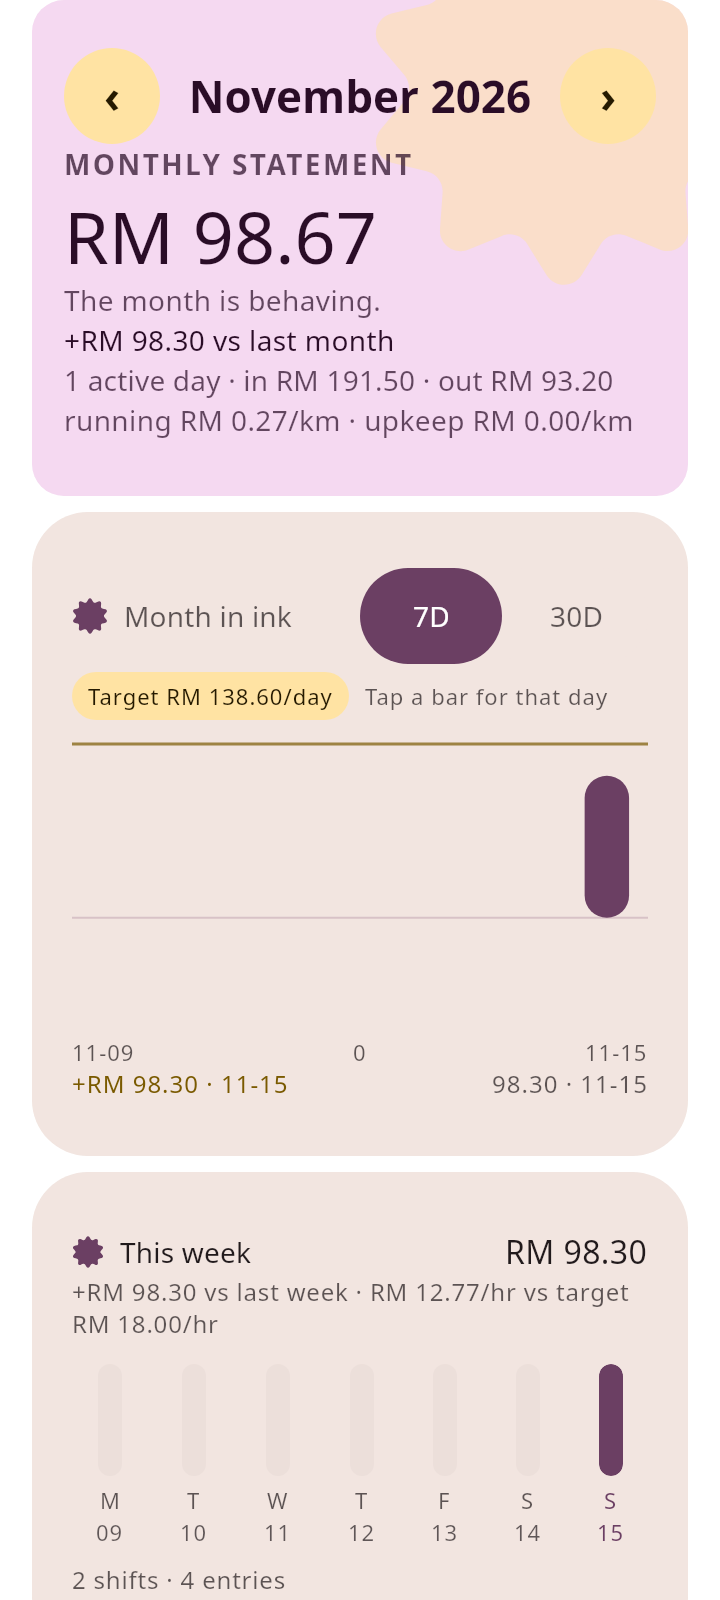 ‹ November 2026 ›
MONTHLY STATEMENT
RM 98.67
The month is behaving.
+RM 98.30 vs last month
1 active day · in RM 191.50 · out RM 93.20
running RM 0.27/km · upkeep RM 0.00/km
Month in ink 7D 30D
Target RM 138.60/day Tap a bar for that day
11-09 0 11-15
+RM 98.30 · 11-15 98.30 · 11-15
This week RM 98.30
+RM 98.30 vs last week · RM 12.77/hr vs target
RM 18.00/hr
M T W T F S S
09 10 11 12 13 14 15
2 shifts · 4 entries